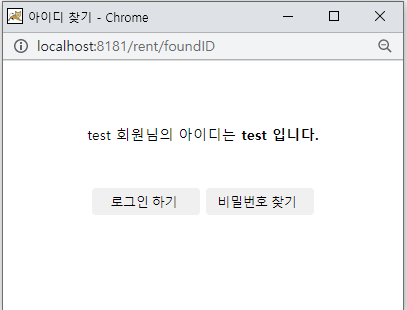 아이디 찾기 - Chrome
localhost:8181/rent/foundID
test 회원님의 아이디는 test 입니다.
로그인 하기 비밀번호 찾기